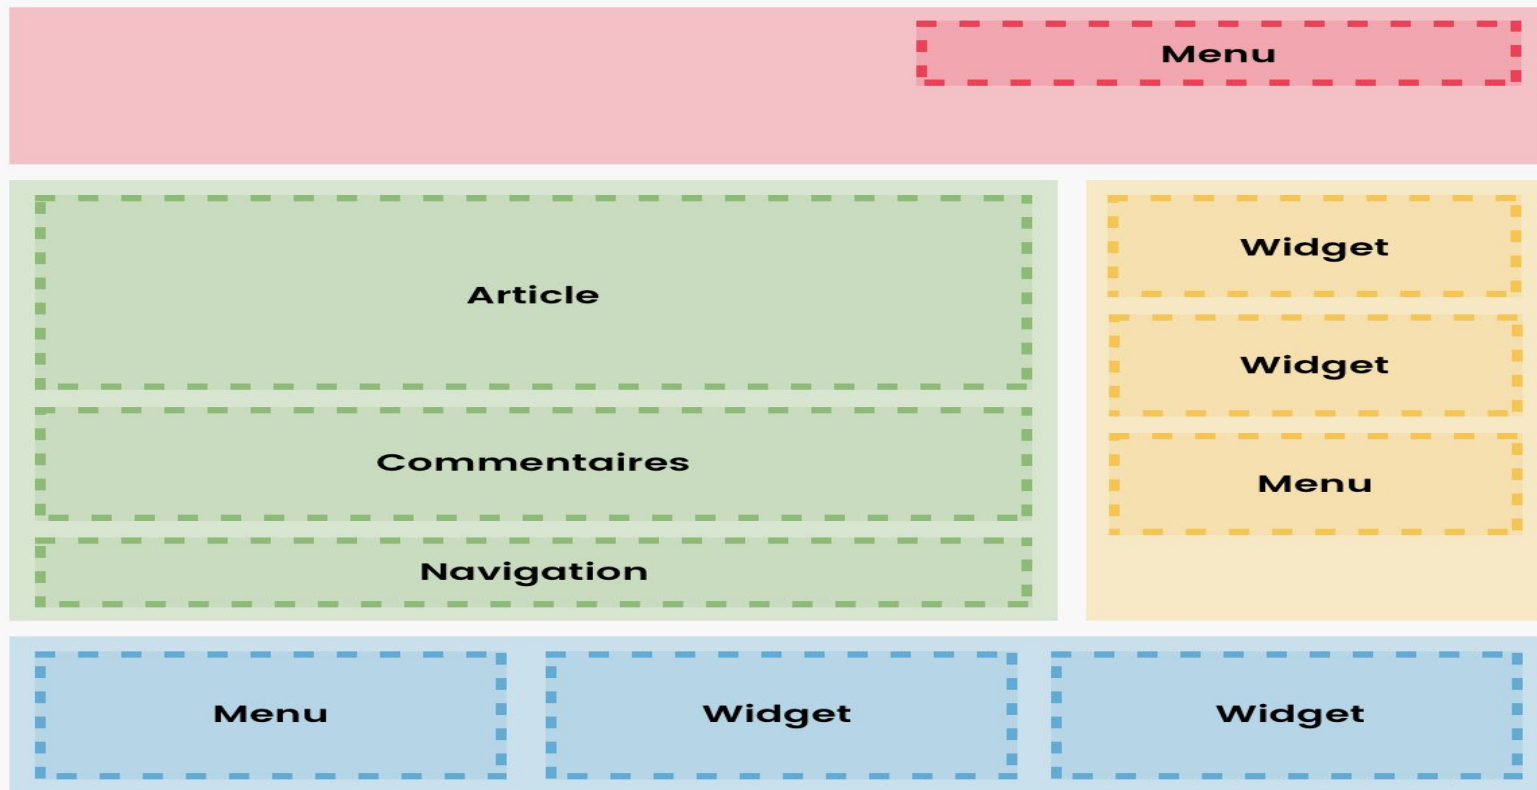 Menu
Article
Commentaires
Navigation
Widget
Widget
Menu
Menu
Widget
Widget